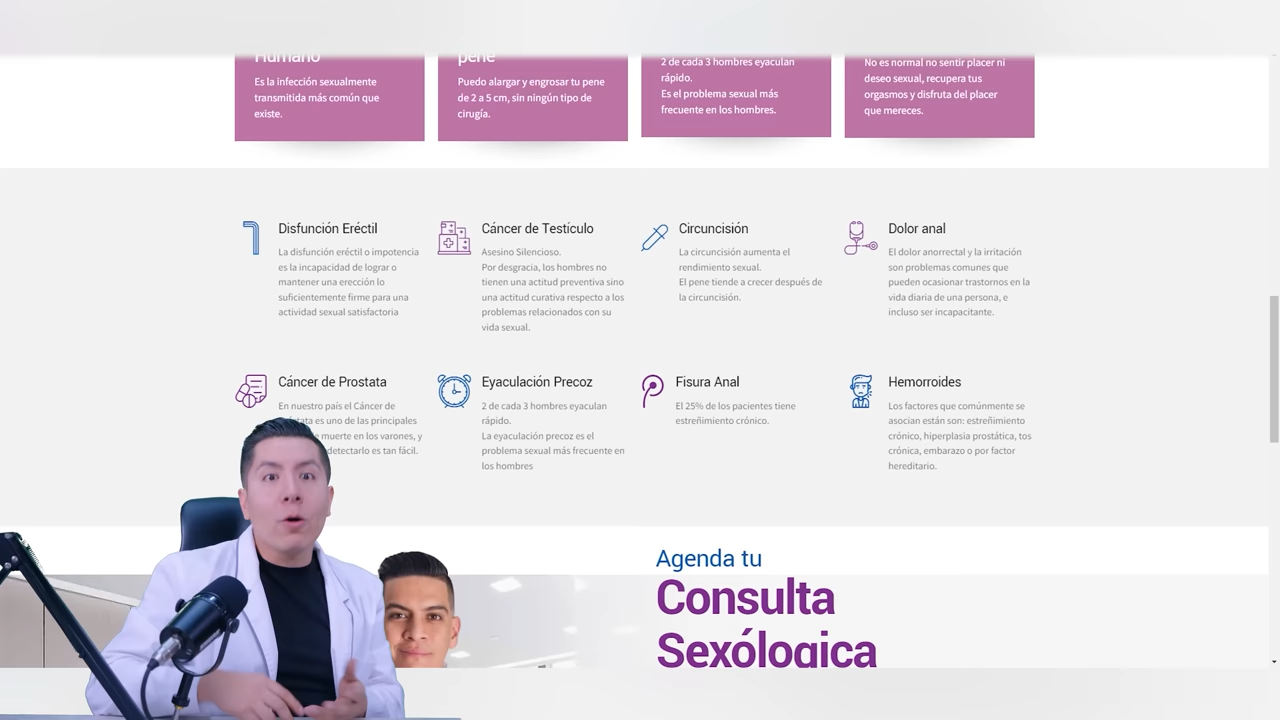 Humano
Es la infección sexualmente
transmitida más común que
existe.
pene
Puedo alargar y engrosar tu pene
de 2 a 5 cm, sin ningún tipo de
cirugía.
2 de cada 3 hombres eyaculan
rápido.
Es el problema sexual más
frecuente en los hombres.
No es normal no sentir placer ni
deseo sexual, recupera tus
orgasmos y disfruta del placer
que mereces.
Disfunción Eréctil
La disfunción eréctil o impotencia
es la incapacidad de lograr o
mantener una erección lo
suficientemente firme para una
actividad sexual satisfactoria
Cáncer de Testículo
Asesino Silencioso.
Por desgracia, los hombres no
tienen una actitud preventiva sino
una actitud curativa respecto a los
problemas relacionados con su
vida sexual.
Circuncisión
La circuncisión aumenta el
rendimiento sexual.
El pene tiende a crecer después de
la circuncisión.
Dolor anal
El dolor anorrectal y la irritación
son problemas comunes que
pueden ocasionar trastornos en la
vida diaria de una persona, e
incluso ser incapacitante.
Cáncer de Prostata
En nuestro país el Cáncer de
es uno de las principales
muerte en los varones, y
detectarlo es tan fácil.
Eyaculación Precoz
2 de cada 3 hombres eyaculan
rápido.
La eyaculación precoz es el
problema sexual más frecuente en
los hombres
Fisura Anal
El 25% de los pacientes tiene
estreñimiento crónico.
Hemorroides
Los factores que comúnmente se
asocian están son: estreñimiento
crónico, hiperplasia prostática, tos
crónica, embarazo o por factor
hereditario.
Agenda tu
Consulta
Sexólogica